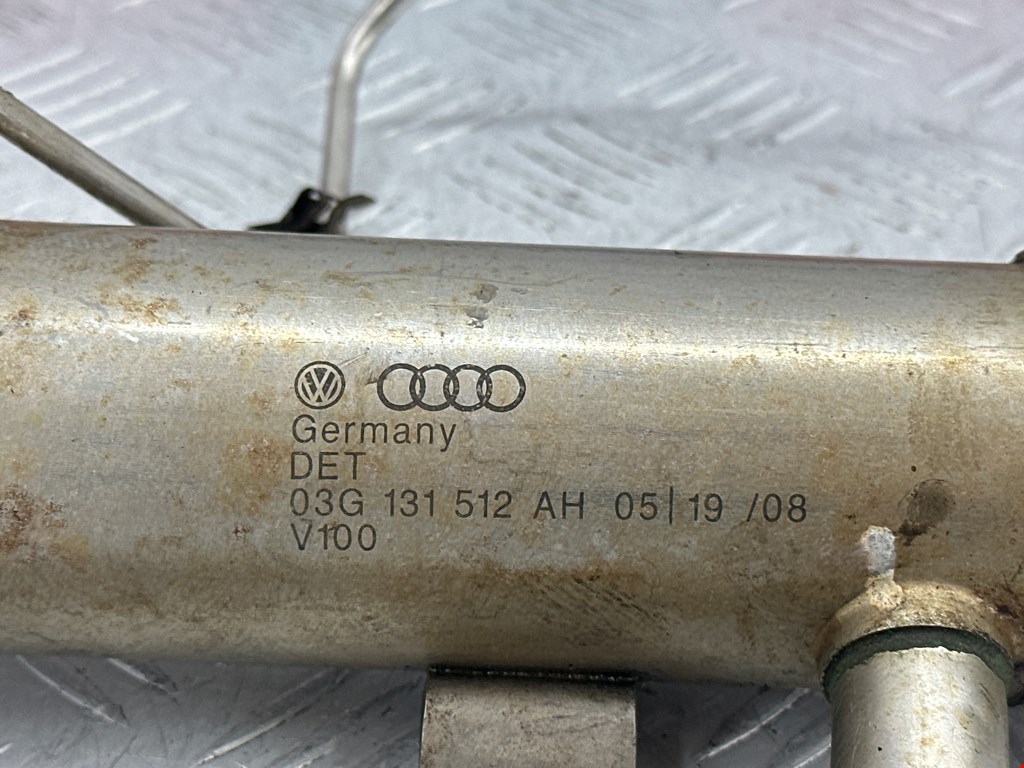 Germany
DET
03G 131 512 AH 05|19 /08
V100